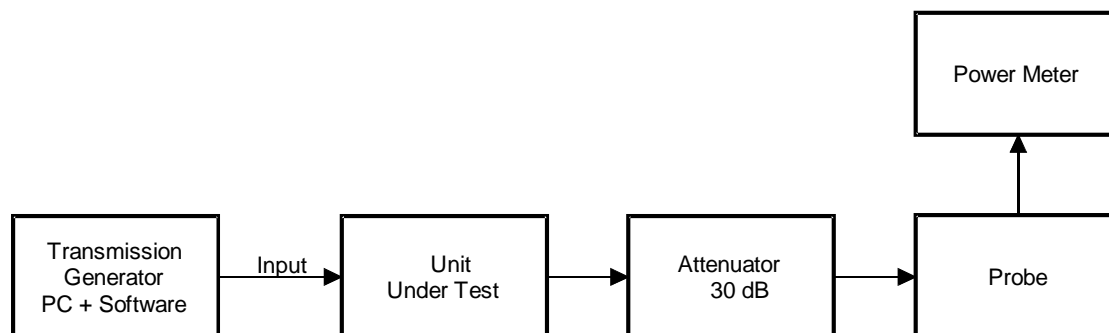 Power Meter
Transmission
Generator
PC + Software
Input
Unit
Under Test
Attenuator
30 dB
Probe